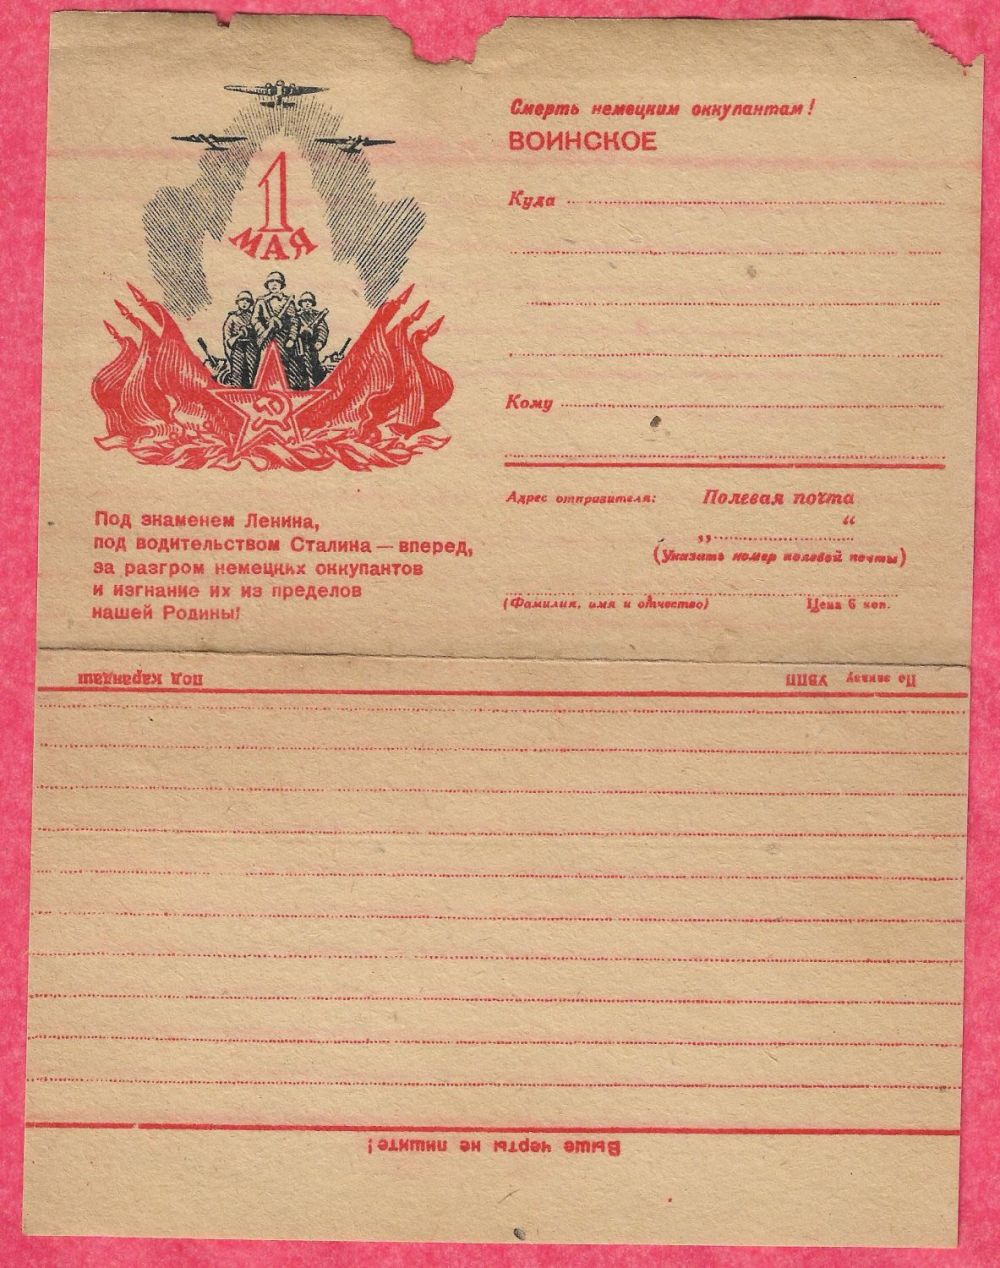 1
МАЯ
Под знаменем Ленина,
под водительством Сталина — вперед,
за разгром немецких оккупантов
и изгнание их из пределов
нашей Родины!
Смерть немецким оккупантам!
ВОИНСКОЕ
Куда
Кому
Адрес отправителя: Полевая почта
„ “
(Указать номер полевой почты)
(Фамилия, имя и отчество) Цена 6 коп.
По заказу УВПП Под карандаш
Выше черты не пишите!